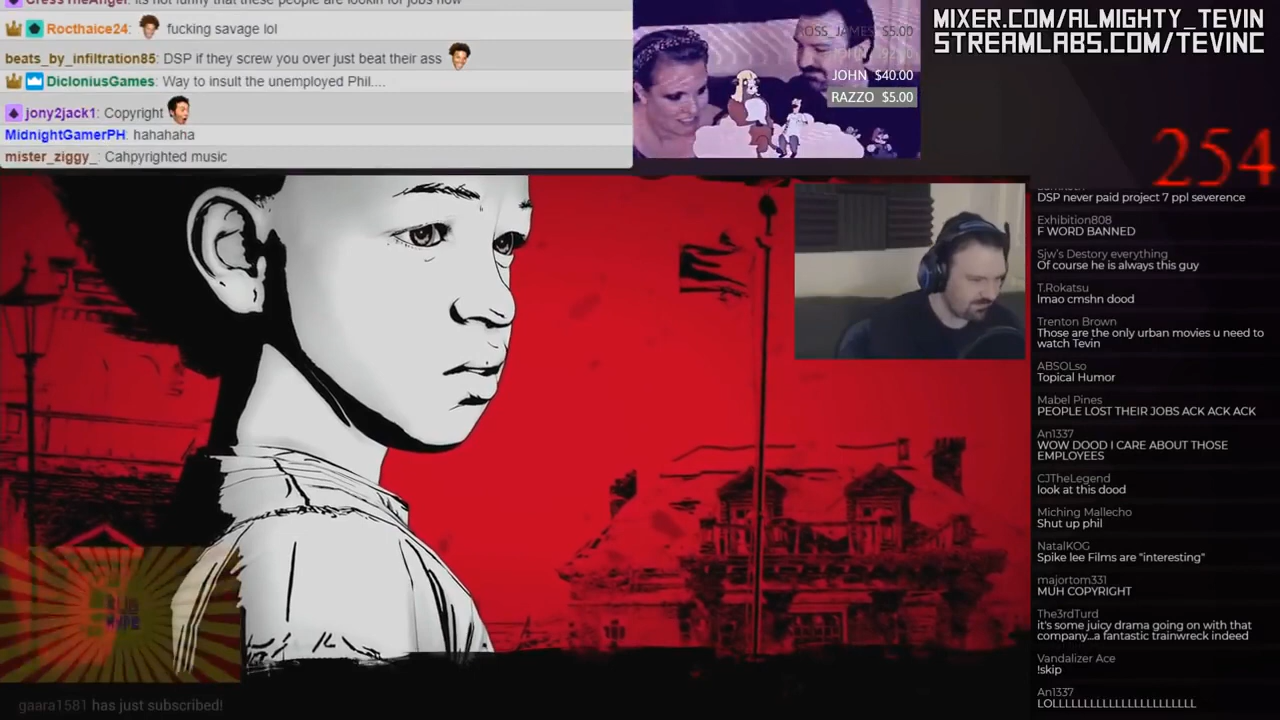 Rocthaice24: fucking savage lol
beats_by_infiltration85: DSP if they screw you over just beat their ass
DicloniusGames: Way to insult the unemployed Phil....
jony2jack1: Copyright
MidnightGamerPH: hahahaha
mister_ziggy_: Cahpyrighted music
ROSS_JAMES $5.00
JOHN $40.00
RAZZO $5.00
MIXER.COM/ALMIGHTY_TEVIN
STREAMLABS.COM/TEVINC
254
DSP never paid project 7 ppl severence
Exhibition808
F WORD BANNED
Sjw's Destory everything
Of course he is always this guy
T.Rokatsu
lmao cmshn dood
Trenton Brown
Those are the only urban movies u need to
watch Tevin
ABSOLso
Topical Humor
Mabel Pines
PEOPLE LOST THEIR JOBS ACK ACK ACK
An1337
WOW DOOD I CARE ABOUT THOSE
EMPLOYEES
CJTheLegend
look at this dood
Miching Mallecho
Shut up phil
NatalKOG
Spike lee Films are "interesting"
majortom331
MUH COPYRIGHT
The3rdTurd
it's some juicy drama going on with that
company...a fantastic trainwreck indeed
Vandalizer Ace
!skip
An1337
LOLLLLLLLLLLLLLLLLLLLLLLL
gaara1581 has just subscribed!